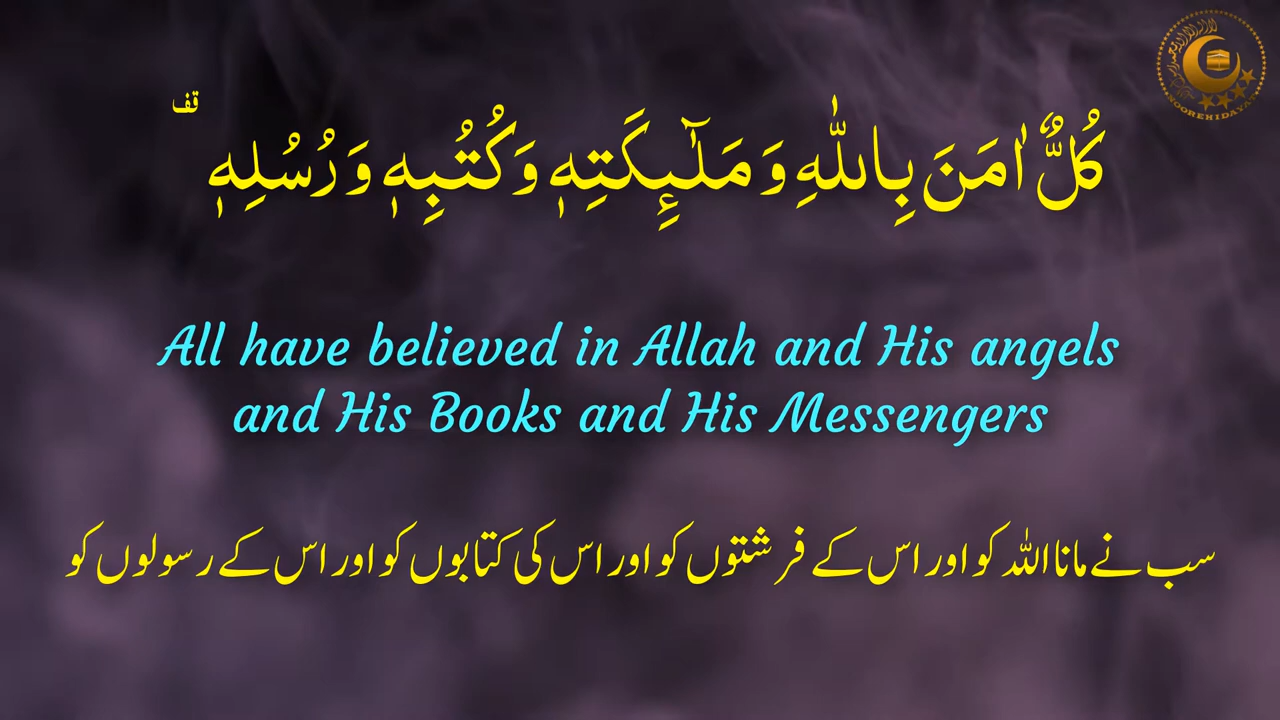 كُلٌّ اٰمَنَ بِاللّٰهِ وَمَلٰٓئِكَتِهٖ وَكُتُبِهٖ وَرُسُلِهٖ ۟ قف
All have believed in Allah and His angels
and His Books and His Messengers
سب نے مانا اللہ کو اور اس کے فرشتوں کو اور اس کی کتابوں کو اور اس کے رسولوں کو
NOOREHIDAYAT